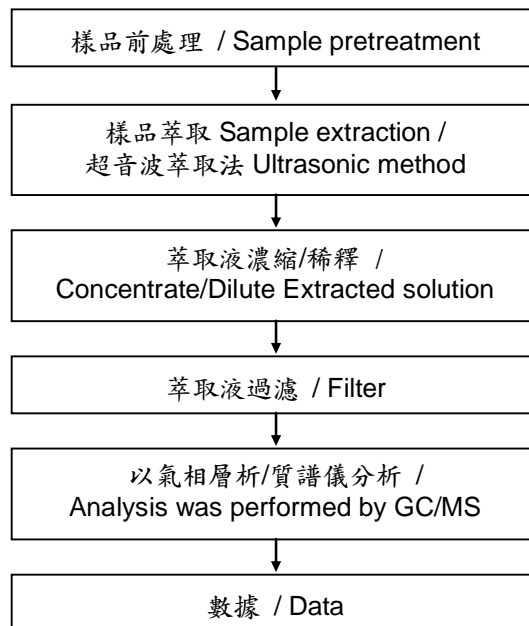 樣品前處理 / Sample pretreatment
樣品萃取 Sample extraction /
超音波萃取法 Ultrasonic method
萃取液濃縮/稀釋 /
Concentrate/Dilute Extracted solution
萃取液過濾 / Filter
以氣相層析/質譜儀分析 /
Analysis was performed by GC/MS
數據 / Data